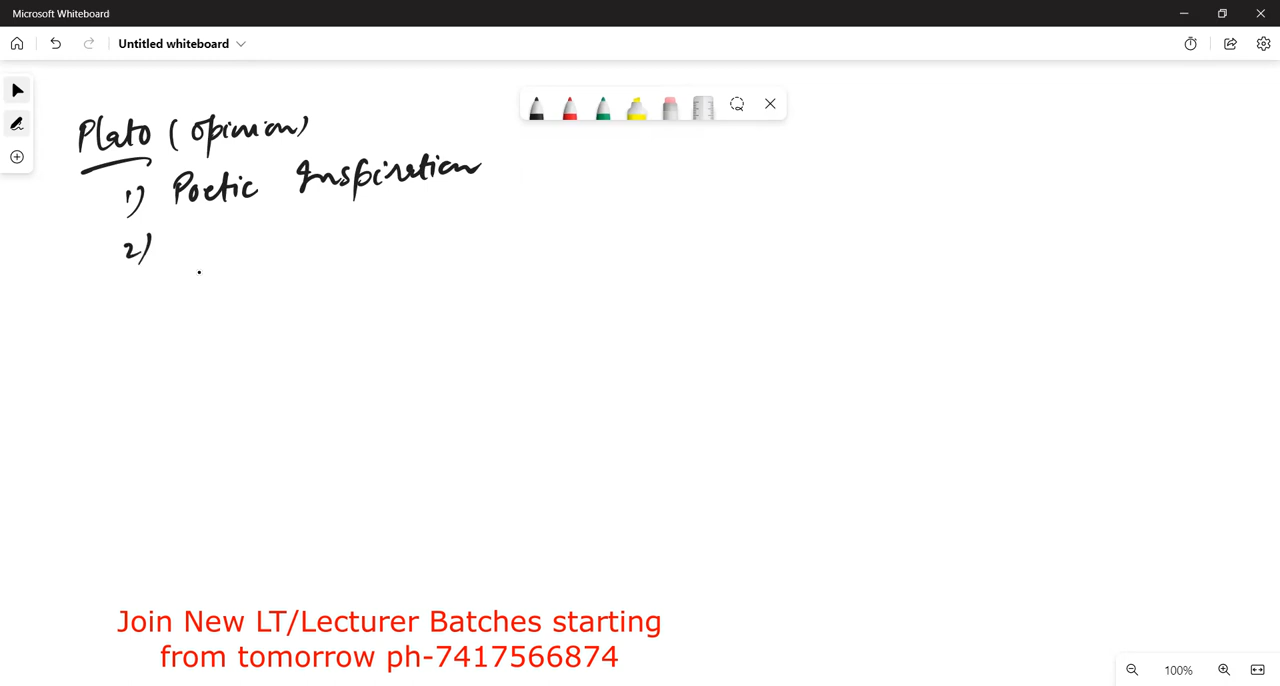 Microsoft Whiteboard
Untitled whiteboard
Plato (opinion)
1) Poetic Inspiration
2)
Join New LT/Lecturer Batches starting
from tomorrow ph-7417566874
100%